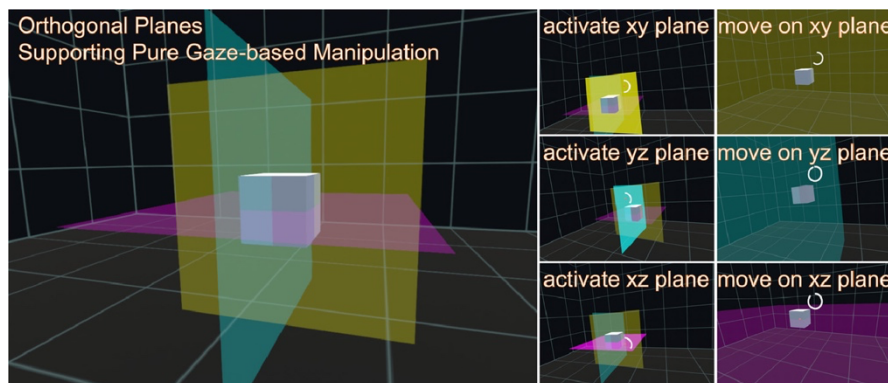 Orthogonal Planes
Supporting Pure Gaze-based Manipulation
activate xy plane
move on xy plane
activate yz plane
move on yz plane
activate xz plane
move on xz plane